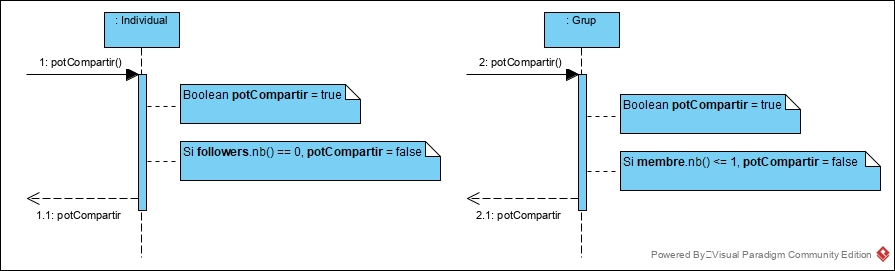 : Individual
1: potCompartir()
Boolean potCompartir = true
Si followers.nb() == 0, potCompartir = false
1.1: potCompartir
: Grup
2: potCompartir()
Boolean potCompartir = true
Si membre.nb() <= 1, potCompartir = false
2.1: potCompartir
Powered By Visual Paradigm Community Edition